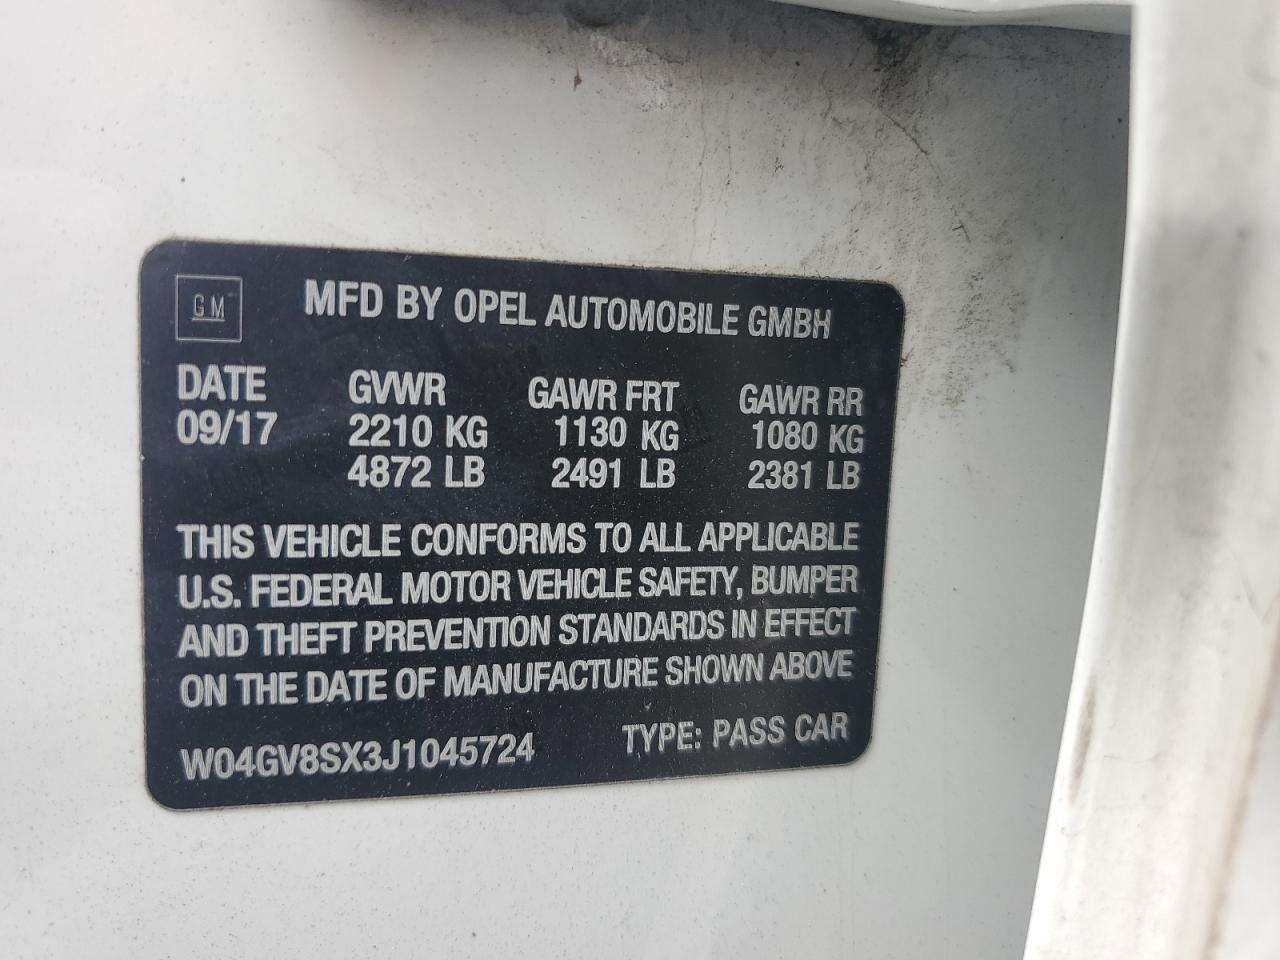 GM MFD BY OPEL AUTOMOBILE GMBH
DATE GVWR GAWR FRT GAWR RR
09/17 2210 KG 1130 KG 1080 KG
4872 LB 2491 LB 2381 LB
THIS VEHICLE CONFORMS TO ALL APPLICABLE
U.S. FEDERAL MOTOR VEHICLE SAFETY, BUMPER
AND THEFT PREVENTION STANDARDS IN EFFECT
ON THE DATE OF MANUFACTURE SHOWN ABOVE
W04GV8SX3J1045724 TYPE: PASS CAR